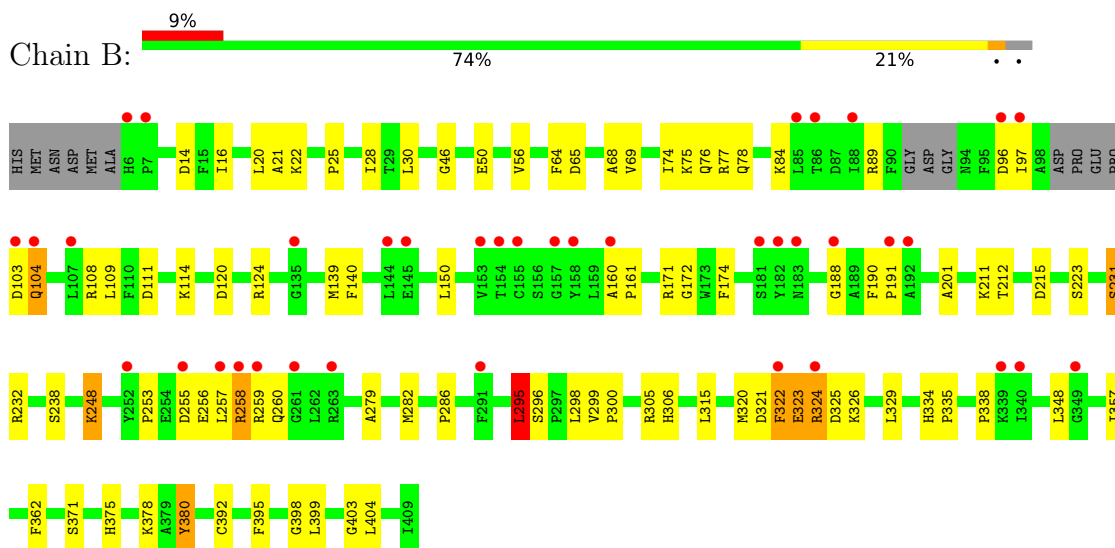 9%
Chain B:
74% 21% • •
HIS MET ASN ASP MET ALA H6 P7 D14 F15 I16 L20 A21 K22 P25 I28 T29 L30 G46 E50 V56 F64 D65 A68 V69 I74 K75 Q76 R77 Q78 K84 L85 T86 D87 I88 R89 F90 GLY ASP GLY N94 F95 D96 I97 A98 ASP PRO GLU PRO
D103 Q104 L107 R108 L109 F110 D111 K114 D120 R124 G135 M139 F140 L144 E145 L150 V153 T154 C155 S156 G157 Y158 L159 A160 P161 R171 G172 W173 F174 S181 Y182 N183 G188 A189 F190 P191 A192 A201 K211 T212 D215 S223 S231
R232 S238 K248 Y252 P253 E254 D255 E256 L257 R258 R259 Q260 G261 L262 R263 A279 M282 P286 F291 L295 S296 P297 L298 V299 P300 R305 H306 L315 M320 D321 F322 E323 R324 D325 K326 L329 H334 P335 P338 K339 I340 L348 G349 I357
F362 S371 H375 K378 A379 Y380 C392 F395 G398 L399 G403 L404 I409